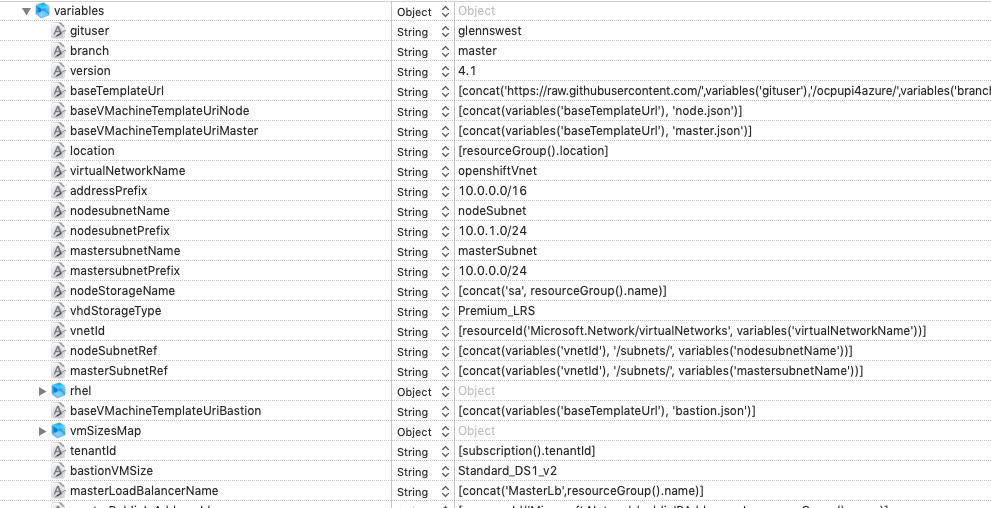 variables Object Object
gituser String glennswest
branch String master
version String 4.1
baseTemplateUrl String [concat('https://raw.githubusercontent.com/',variables('gituser'),'/ocpupi4azure/',variables('branch
baseVMachineTemplateUriNode String [concat(variables('baseTemplateUrl'), 'node.json')]
baseVMachineTemplateUriMaster String [concat(variables('baseTemplateUrl'), 'master.json')]
location String [resourceGroup().location]
virtualNetworkName String openshiftVnet
addressPrefix String 10.0.0.0/16
nodesubnetName String nodeSubnet
nodesubnetPrefix String 10.0.1.0/24
mastersubnetName String masterSubnet
mastersubnetPrefix String 10.0.0.0/24
nodeStorageName String [concat('sa', resourceGroup().name)]
vhdStorageType String Premium_LRS
vnetId String [resourceId('Microsoft.Network/virtualNetworks', variables('virtualNetworkName'))]
nodeSubnetRef String [concat(variables('vnetId'), '/subnets/', variables('nodesubnetName'))]
masterSubnetRef String [concat(variables('vnetId'), '/subnets/', variables('mastersubnetName'))]
rhel Object Object
baseVMachineTemplateUriBastion String [concat(variables('baseTemplateUrl'), 'bastion.json')]
vmSizesMap Object Object
tenantId String [subscription().tenantId]
bastionVMSize String Standard_DS1_v2
masterLoadBalancerName String [concat('MasterLb',resourceGroup().name)]